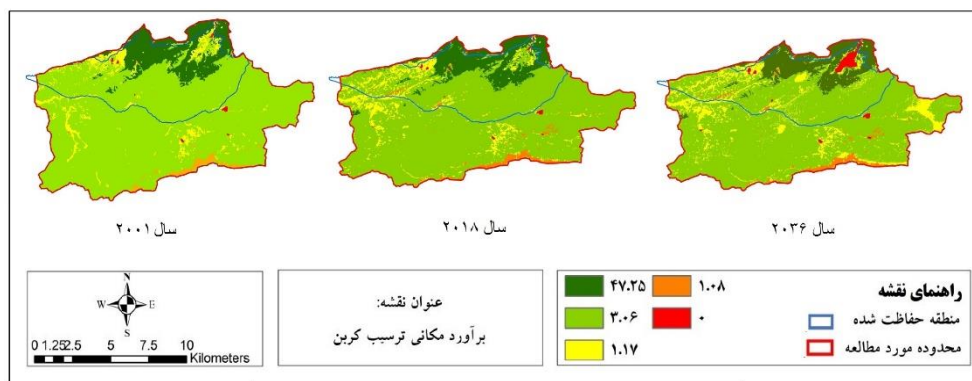 سال ۲۰۰۱
سال ۲۰۱۸
سال ۲۰۳۶
N
W E
S
0 1.25 2.5 5 7.5 10
Kilometers
عنوان نقشه:
برآورد مکانی ترسیب کربن
راهنمای نقشه
منطقه حفاظت شده
محدوده مورد مطالعه
۴۷.۲۵
۳.۰۶
۱.۱۷
۱.۰۸
۰